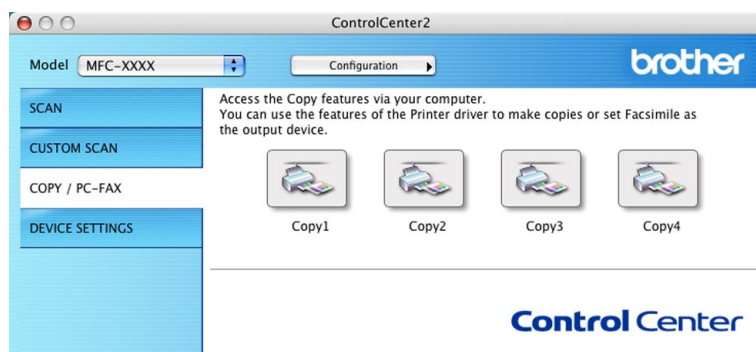 ControlCenter2
Model MFC-XXXX Configuration brother
SCAN
CUSTOM SCAN
COPY / PC-FAX
DEVICE SETTINGS
Access the Copy features via your computer.
You can use the features of the Printer driver to make copies or set Facsimile as
the output device.
Copy1 Copy2 Copy3 Copy4
Control Center